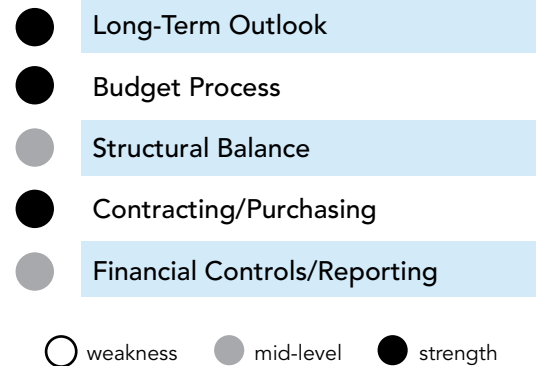 Long-Term Outlook
Budget Process
Structural Balance
Contracting/Purchasing
Financial Controls/Reporting
weakness mid-level strength